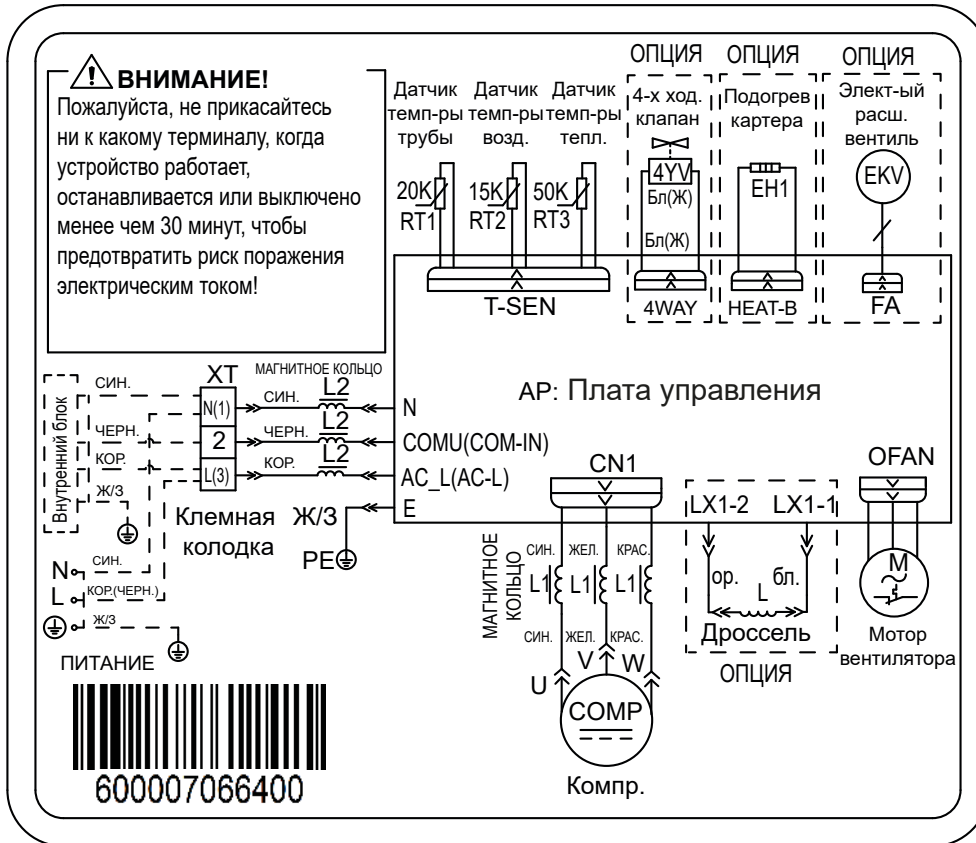 ВНИМАНИЕ!
Пожалуйста, не прикасайтесь
ни к какому терминалу, когда
устройство работает,
останавливается или выключено
менее чем 30 минут, чтобы
предотвратить риск поражения
электрическим током!
Датчик
темп-ры
трубы
Датчик
темп-ры
возд.
Датчик
темп-ры
тепл.
20K
RT1
15K
RT2
50K
RT3
T-SEN
ОПЦИЯ
4-х ход.
клапан
4YV
Бл(Ж)
Бл(Ж)
4WAY
ОПЦИЯ
Подогрев
картера
EH1
HEAT-B
ОПЦИЯ
Элект-ый
расш.
вентиль
EKV
FA
AP: Плата управления
Внутренний блок
СИН.
ЧЕРН.
КОР.
Ж/З
XT
N(1)
2
L(3)
Клемная
колодка
МАГНИТНОЕ КОЛЬЦО
СИН.
L2
N
ЧЕРН.
L2
COMU(COM-IN)
КОР.
L2
AC_L(AC-L)
Ж/З
E
PE
N
СИН.
L
КОР.(ЧЕРН.)
Ж/З
ПИТАНИЕ
CN1
МАГНИТНОЕ
КОЛЬЦО
СИН.
ЖЕЛ.
КРАС.
L1
L1
L1
СИН.
ЖЕЛ.
КРАС.
U
V
W
COMP
Компр.
LX1-2
LX1-1
ор.
L
бл.
Дроссель
ОПЦИЯ
OFAN
M
Мотор
вентилятора
600007066400